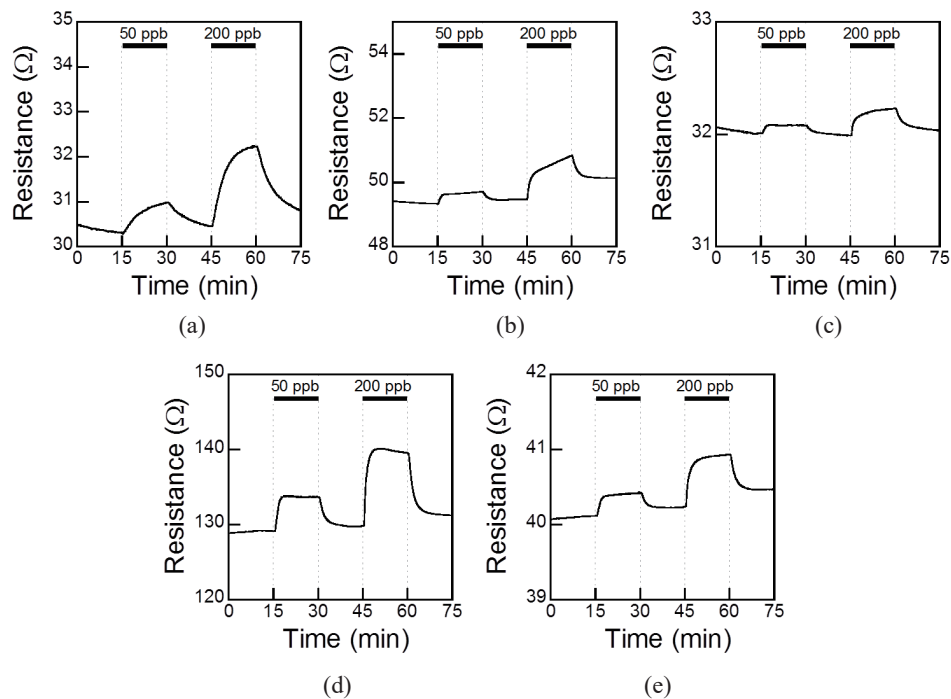 Resistance (Ω)
35
34
33
32
31
30
50 ppb
200 ppb
0
15
30
45
60
75
Time (min)
(a)
Resistance (Ω)
54
52
50
48
50 ppb
200 ppb
0
15
30
45
60
75
Time (min)
(b)
Resistance (Ω)
33
32
31
50 ppb
200 ppb
0
15
30
45
60
75
Time (min)
(c)
Resistance (Ω)
150
140
130
120
50 ppb
200 ppb
0
15
30
45
60
75
Time (min)
(d)
Resistance (Ω)
42
41
40
39
50 ppb
200 ppb
0
15
30
45
60
75
Time (min)
(e)